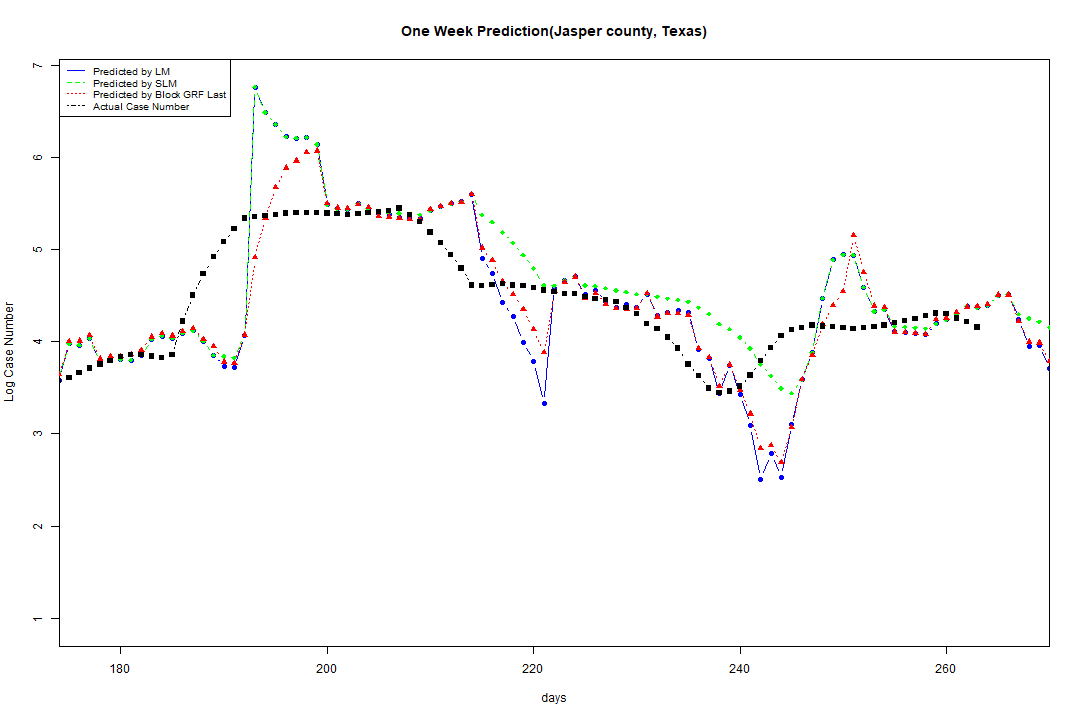 One Week Prediction(Jasper county, Texas)
Predicted by LM
Predicted by SLM
Predicted by Block GRF Last
Actual Case Number
7
6
5
4
3
2
1
Log Case Number
180 200 220 240 260
days